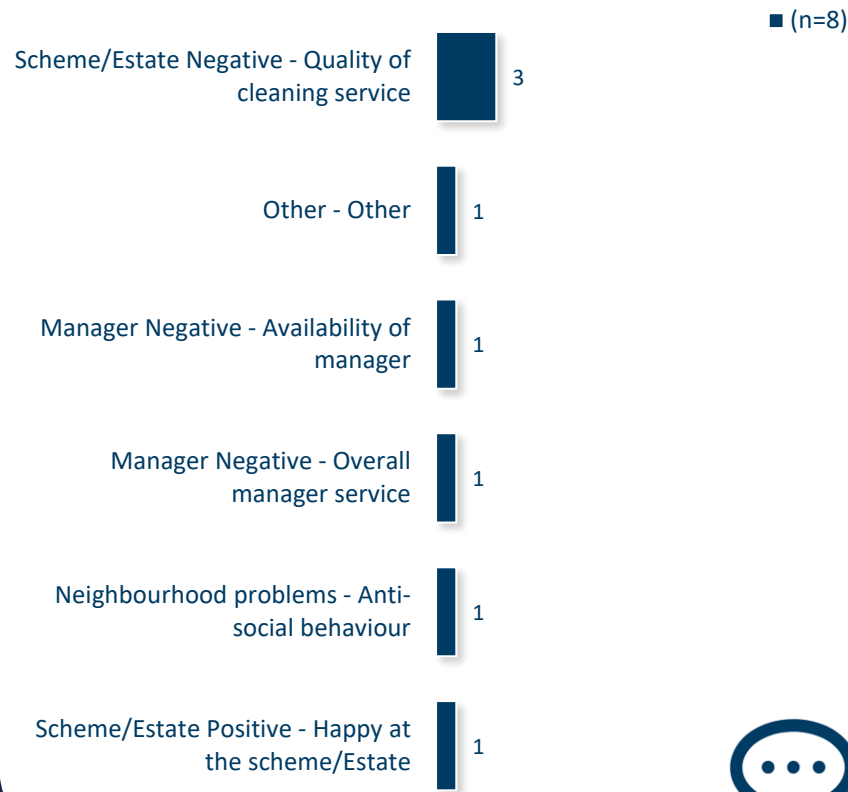 (n=8)
Scheme/Estate Negative - Quality of
cleaning service
3
Other - Other
1
Manager Negative - Availability of
manager
1
Manager Negative - Overall
manager service
1
Neighbourhood problems - Anti-
social behaviour
1
Scheme/Estate Positive - Happy at
the scheme/Estate
1